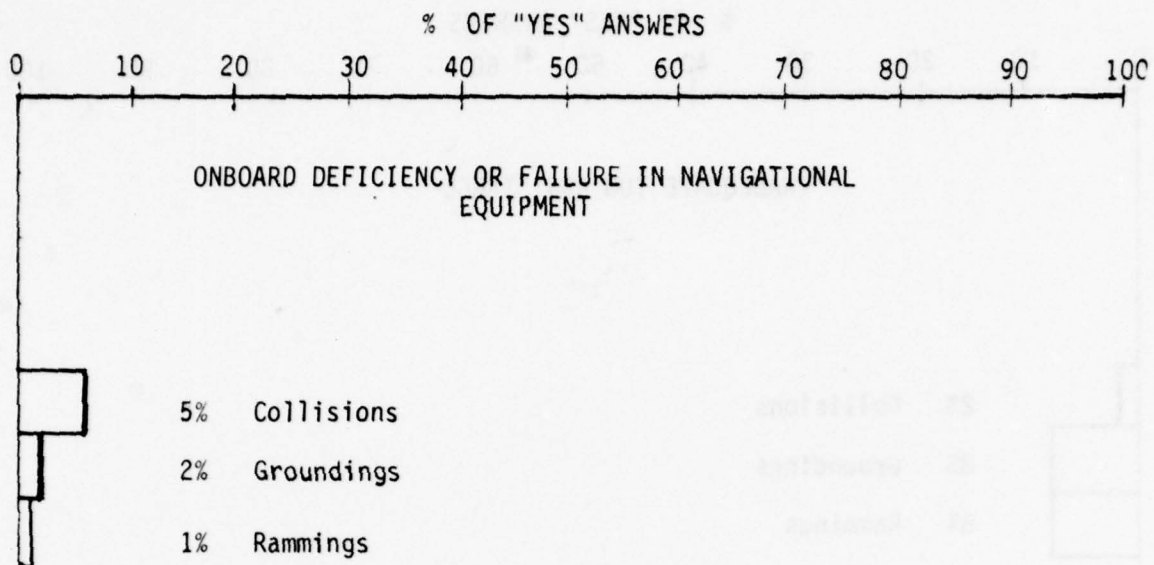 % OF "YES" ANSWERS
0 10 20 30 40 50 60 70 80 90 100
ONBOARD DEFICIENCY OR FAILURE IN NAVIGATIONAL
EQUIPMENT
5% Collisions
2% Groundings
1% Rammings